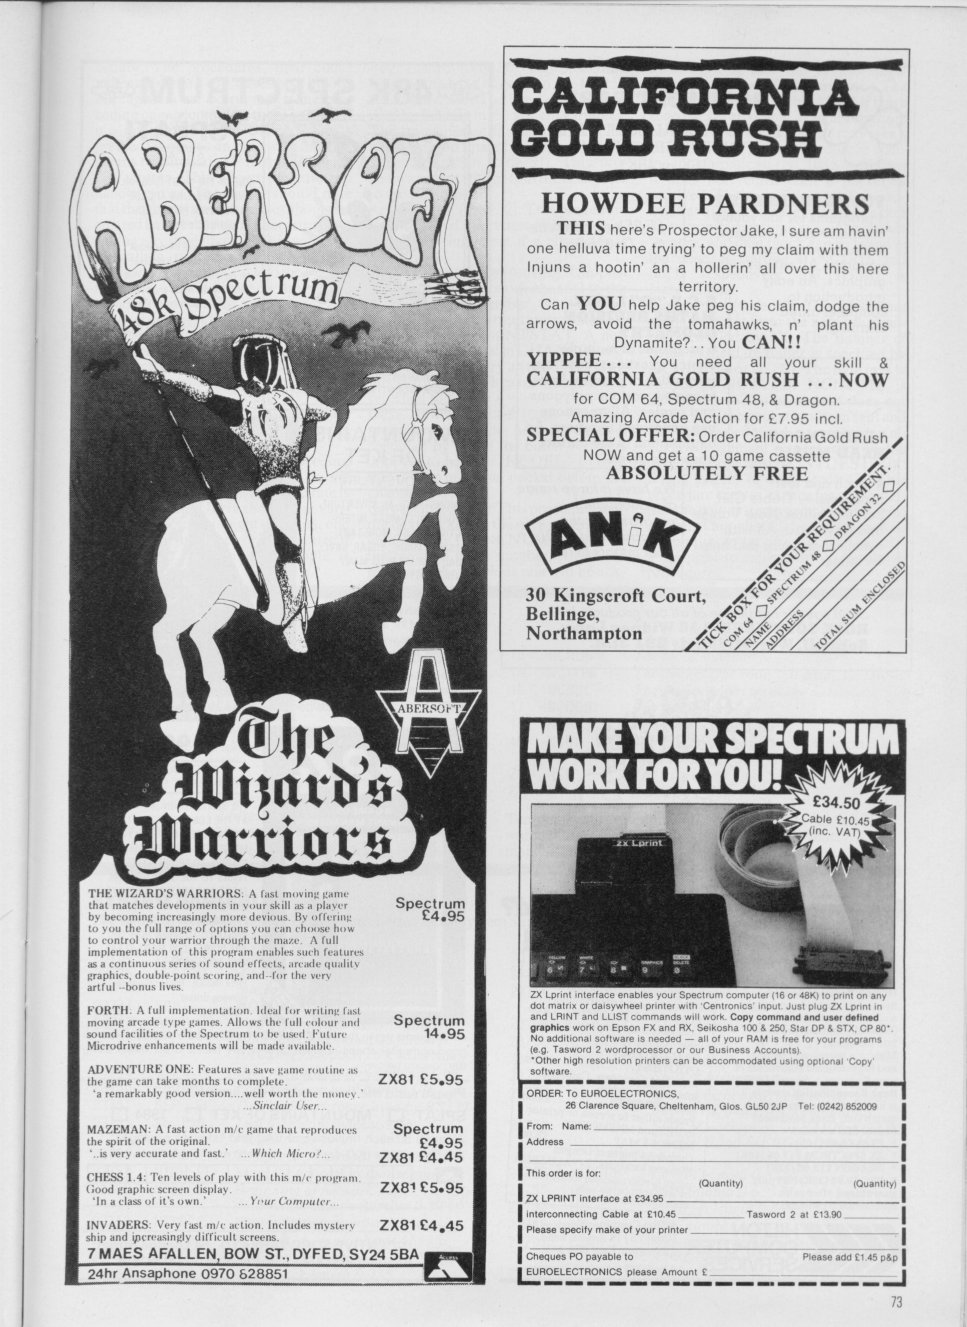 ABERSOFT
48k Spectrum
ABERSOFT
The
Wizard's
Warriors
THE WIZARD'S WARRIORS: A fast moving game
that matches developments in your skill as a player
by becoming increasingly more devious. By offering
to you the full range of options you can choose how
to control your warrior through the maze. A full
implementation of this program enables such features
as a continuous series of sound effects, arcade quality
graphics, double-point scoring, and--for the very
artful --bonus lives.
Spectrum
£4.95
FORTH: A full implementation. Ideal for writing fast
moving arcade type games. Allows the full colour and
sound facilities of the Spectrum to be used. Future
Microdrive enhancements will be made available.
Spectrum
14.95
ADVENTURE ONE: Features a save game routine as
the game can take months to complete.
'a remarkably good version....well worth the money.'
...Sinclair User...
ZX81 £5.95
MAZEMAN: A fast action m/c game that reproduces
the spirit of the original.
'..is very accurate and fast.' ...Which Micro?...
Spectrum
£4.95
ZX81 £4.45
CHESS 1.4: Ten levels of play with this m/c program.
Good graphic screen display.
'In a class of it's own.' ...Your Computer...
ZX81 £5.95
INVADERS: Very fast m/c action. Includes mystery
ship and increasingly difficult screens.
ZX81 £4.45
7 MAES AFALLEN, BOW ST., DYFED, SY24 5BA
24hr Ansaphone 0970 828851
Access
CALIFORNIA
GOLD RUSH
HOWDEE PARDNERS
THIS here's Prospector Jake, I sure am havin'
one helluva time trying' to peg my claim with them
Injuns a hootin' an a hollerin' all over this here
territory.
Can YOU help Jake peg his claim, dodge the
arrows, avoid the tomahawks, n' plant his
Dynamite? . . You CAN!!
YIPPEE . . . You need all your skill &
CALIFORNIA GOLD RUSH . . . NOW
for COM 64, Spectrum 48, & Dragon.
Amazing Arcade Action for £7.95 incl.
SPECIAL OFFER: Order California Gold Rush
NOW and get a 10 game cassette
ABSOLUTELY FREE
ANiK
30 Kingscroft Court,
Bellinge,
Northampton
TICK BOX FOR YOUR REQUIREMENT.
COM 64 □ SPECTRUM 48 □ DRAGON 32 □
NAME
ADDRESS
TOTAL SUM ENCLOSED
MAKE YOUR SPECTRUM
WORK FOR YOU!
£34.50
Cable £10.45
(inc. VAT)
ZX Lprint
YELLOW
WHITE
BLACK
GRAPHICS
DELETE
6
7
8
9
0
ZX Lprint interface enables your Spectrum computer (16 or 48K) to print on any
dot matrix or daisywheel printer with 'Centronics' input. Just plug ZX Lprint in
and LRINT and LLIST commands will work. Copy command and user defined
graphics work on Epson FX and RX, Seikosha 100 & 250, Star DP & STX, CP 80*.
No additional software is needed — all of your RAM is free for your programs
(e.g. Tasword 2 wordprocessor or our Business Accounts).
*Other high resolution printers can be accommodated using optional 'Copy'
software.
ORDER: To EUROELECTRONICS,
26 Clarence Square, Cheltenham, Glos. GL50 2JP Tel: (0242) 852009
From: Name:
Address
This order is for:
(Quantity) (Quantity)
ZX LPRINT interface at £34.95
interconnecting Cable at £10.45 Tasword 2 at £13.90
Please specify make of your printer
Cheques PO payable to Please add £1.45 p&p
EUROELECTRONICS please Amount £
73